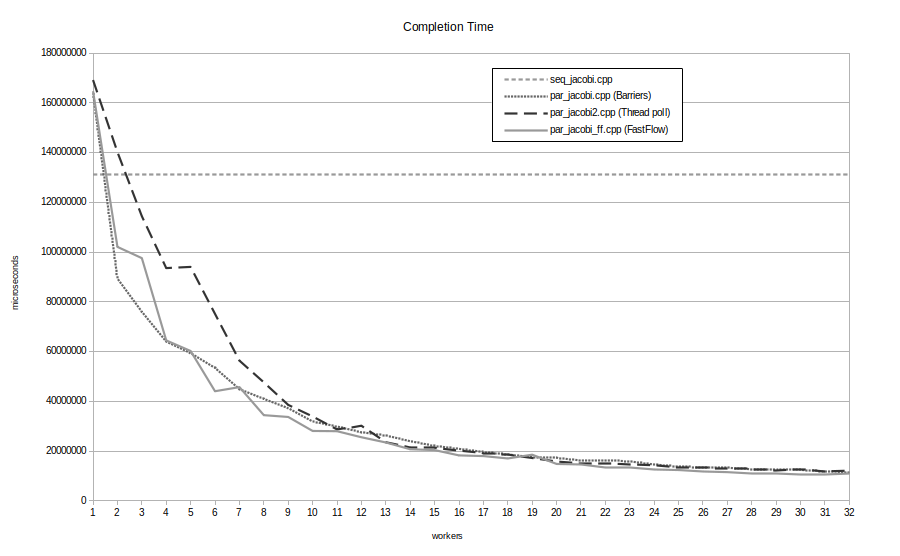 Completion Time
180000000
160000000
140000000
120000000
100000000
80000000
60000000
40000000
20000000
0
microseconds
seq_jacobi.cpp
par_jacobi.cpp (Barriers)
par_jacobi2.cpp (Thread poll)
par_jacobi_ff.cpp (FastFlow)
1 2 3 4 5 6 7 8 9 10 11 12 13 14 15 16 17 18 19 20 21 22 23 24 25 26 27 28 29 30 31 32
workers